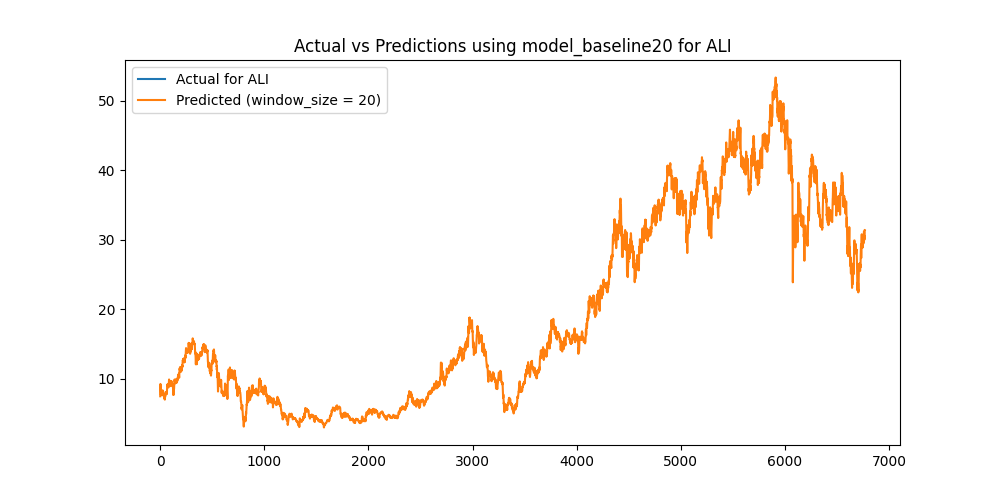 Actual vs Predictions using model_baseline20 for ALI
Actual for ALI
Predicted (window_size = 20)
50
40
30
20
10
0 1000 2000 3000 4000 5000 6000 7000